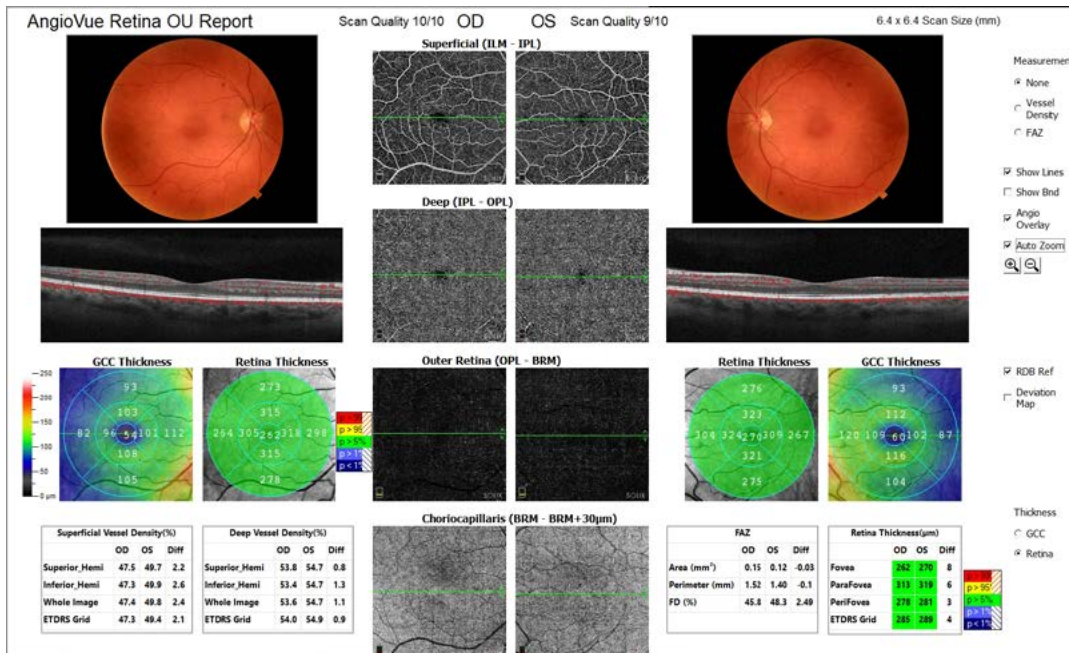 AngioVue Retina OU Report
Scan Quality 10/10 OD OS Scan Quality 9/10
6.4 x 6.4 Scan Size (mm)
Superficial (ILM - IPL)
Measuremen
None
Vessel Density
FAZ
Show Lines
Show Bnd
Angio Overlay
Auto Zoom
Deep (IPL - OPL)
GCC Thickness
250
200
150
100
50
0 µm
93
103
82 96 54 101 112
108
105
Retina Thickness
273
315
264 305 262 318 298
315
278
p > 95
p > 5%
p > 1%
p < 1%
Outer Retina (OPL - BRM)
SOLIX
SOLIX
Retina Thickness
276
323
304 324 270 309 267
321
275
GCC Thickness
93
112
120 109 60 102 87
116
104
RDB Ref
Deviation Map
Superficial Vessel Density(%)
OD OS Diff
Superior_Hemi 47.5 49.7 2.2
Inferior_Hemi 47.3 49.9 2.6
Whole Image 47.4 49.8 2.4
ETDRS Grid 47.3 49.4 2.1
Deep Vessel Density(%)
OD OS Diff
Superior_Hemi 53.8 54.7 0.8
Inferior_Hemi 53.4 54.7 1.3
Whole Image 53.6 54.7 1.1
ETDRS Grid 54.0 54.9 0.9
Choriocapillaris (BRM - BRM+30µm)
FAZ
OD OS Diff
Area (mm²) 0.15 0.12 -0.03
Perimeter (mm) 1.52 1.40 -0.1
FD (%) 45.8 48.3 2.49
Retina Thickness(µm)
OD OS Diff
Fovea 262 270 8
ParaFovea 313 319 6
PeriFovea 278 281 3
ETDRS Grid 285 289 4
p > 99
p > 95
p > 5%
p > 1%
p < 1%
Thickness
GCC
Retina